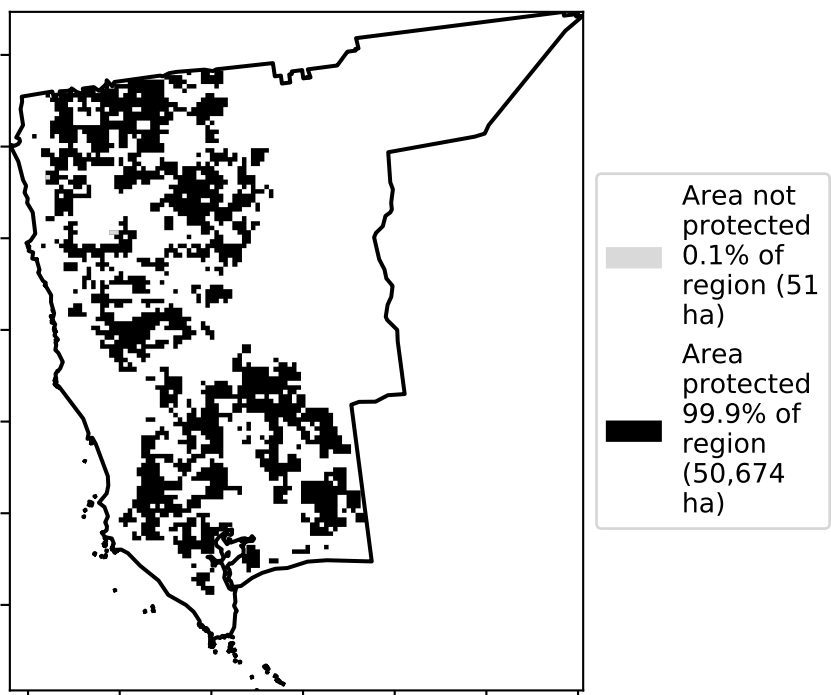 Area not
protected
0.1% of
region (51
ha)
Area
protected
99.9% of
region
(50,674
ha)